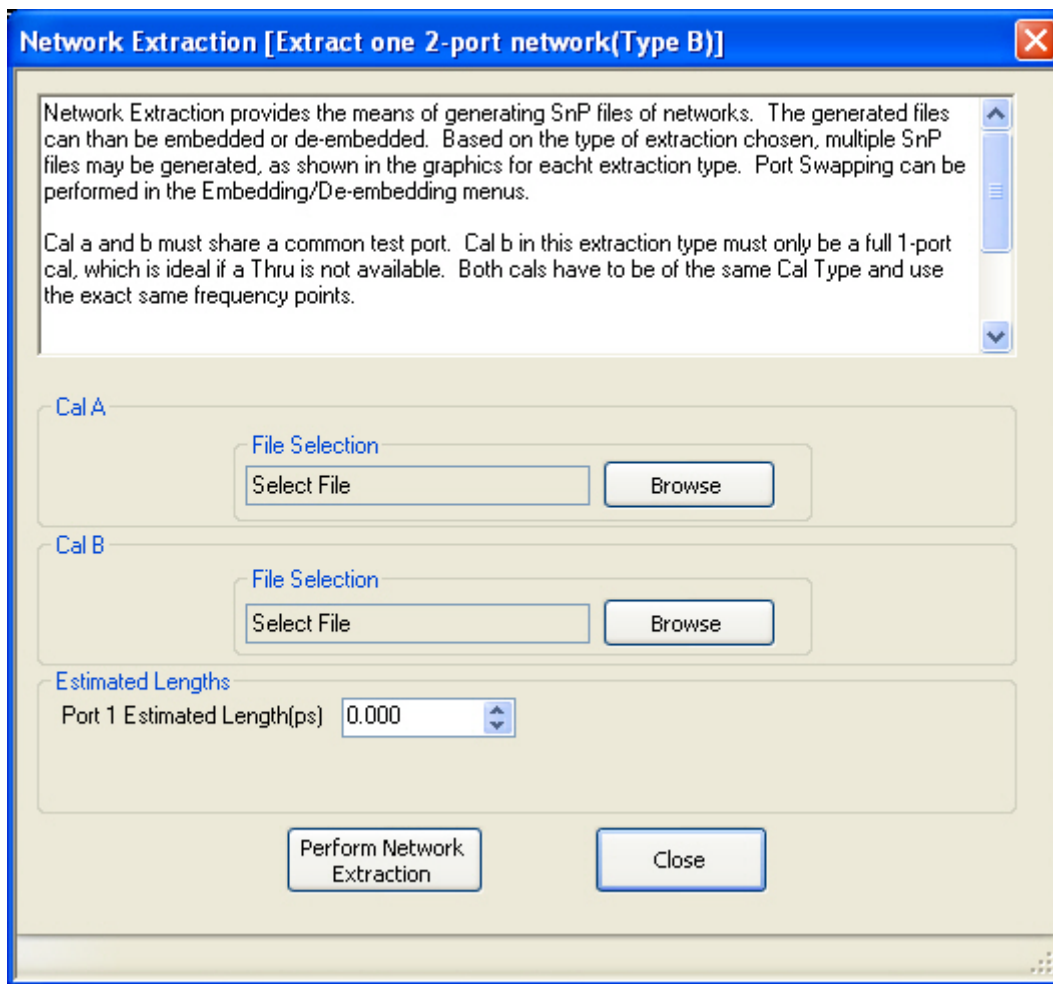 Network Extraction [Extract one 2-port network(Type B)]
Network Extraction provides the means of generating SnP files of networks.  The generated files
can than be embedded or de-embedded.  Based on the type of extraction chosen, multiple SnP
files may be generated, as shown in the graphics for eacht extraction type.  Port Swapping can be
performed in the Embedding/De-embedding menus.
Cal a and b must share a common test port.  Cal b in this extraction type must only be a full 1-port
cal, which is ideal if a Thru is not available.  Both cals have to be of the same Cal Type and use
the exact same frequency points.
Cal A
File Selection
Select File
Browse
Cal B
File Selection
Select File
Browse
Estimated Lengths
Port 1 Estimated Length(ps)
0.000
Perform Network
Extraction
Close